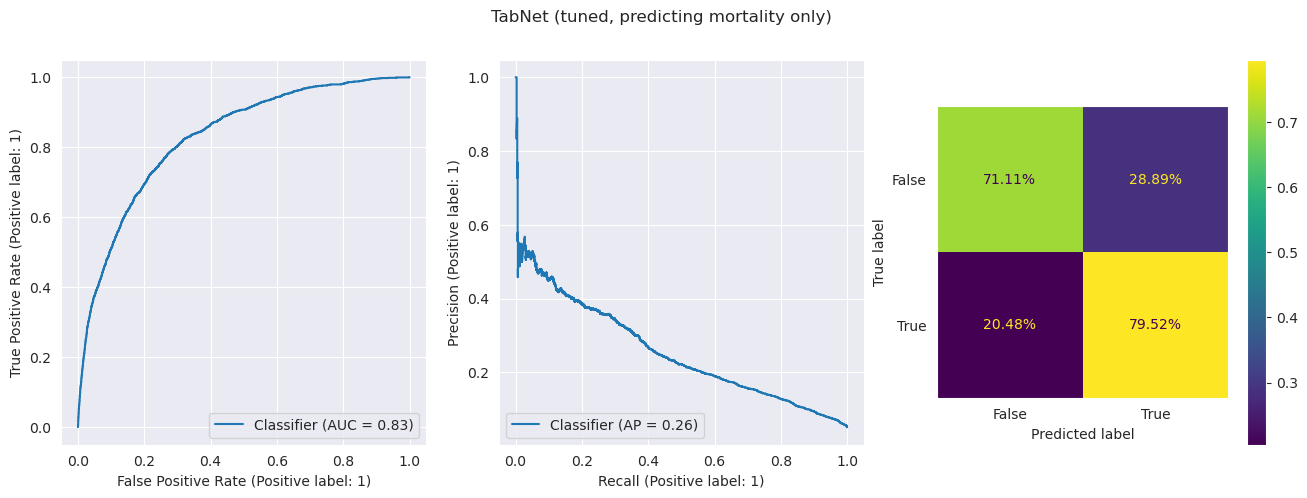 TabNet (tuned, predicting mortality only)
True Positive Rate (Positive label: 1)
1.0
0.8
0.6
0.4
0.2
0.0
0.0 0.2 0.4 0.6 0.8 1.0
False Positive Rate (Positive label: 1)
Classifier (AUC = 0.83)
Precision (Positive label: 1)
1.0
0.8
0.6
0.4
0.2
0.0 0.2 0.4 0.6 0.8 1.0
Recall (Positive label: 1)
Classifier (AP = 0.26)
True label
False
True
71.11% 28.89%
20.48% 79.52%
False True
Predicted label
0.7
0.6
0.5
0.4
0.3